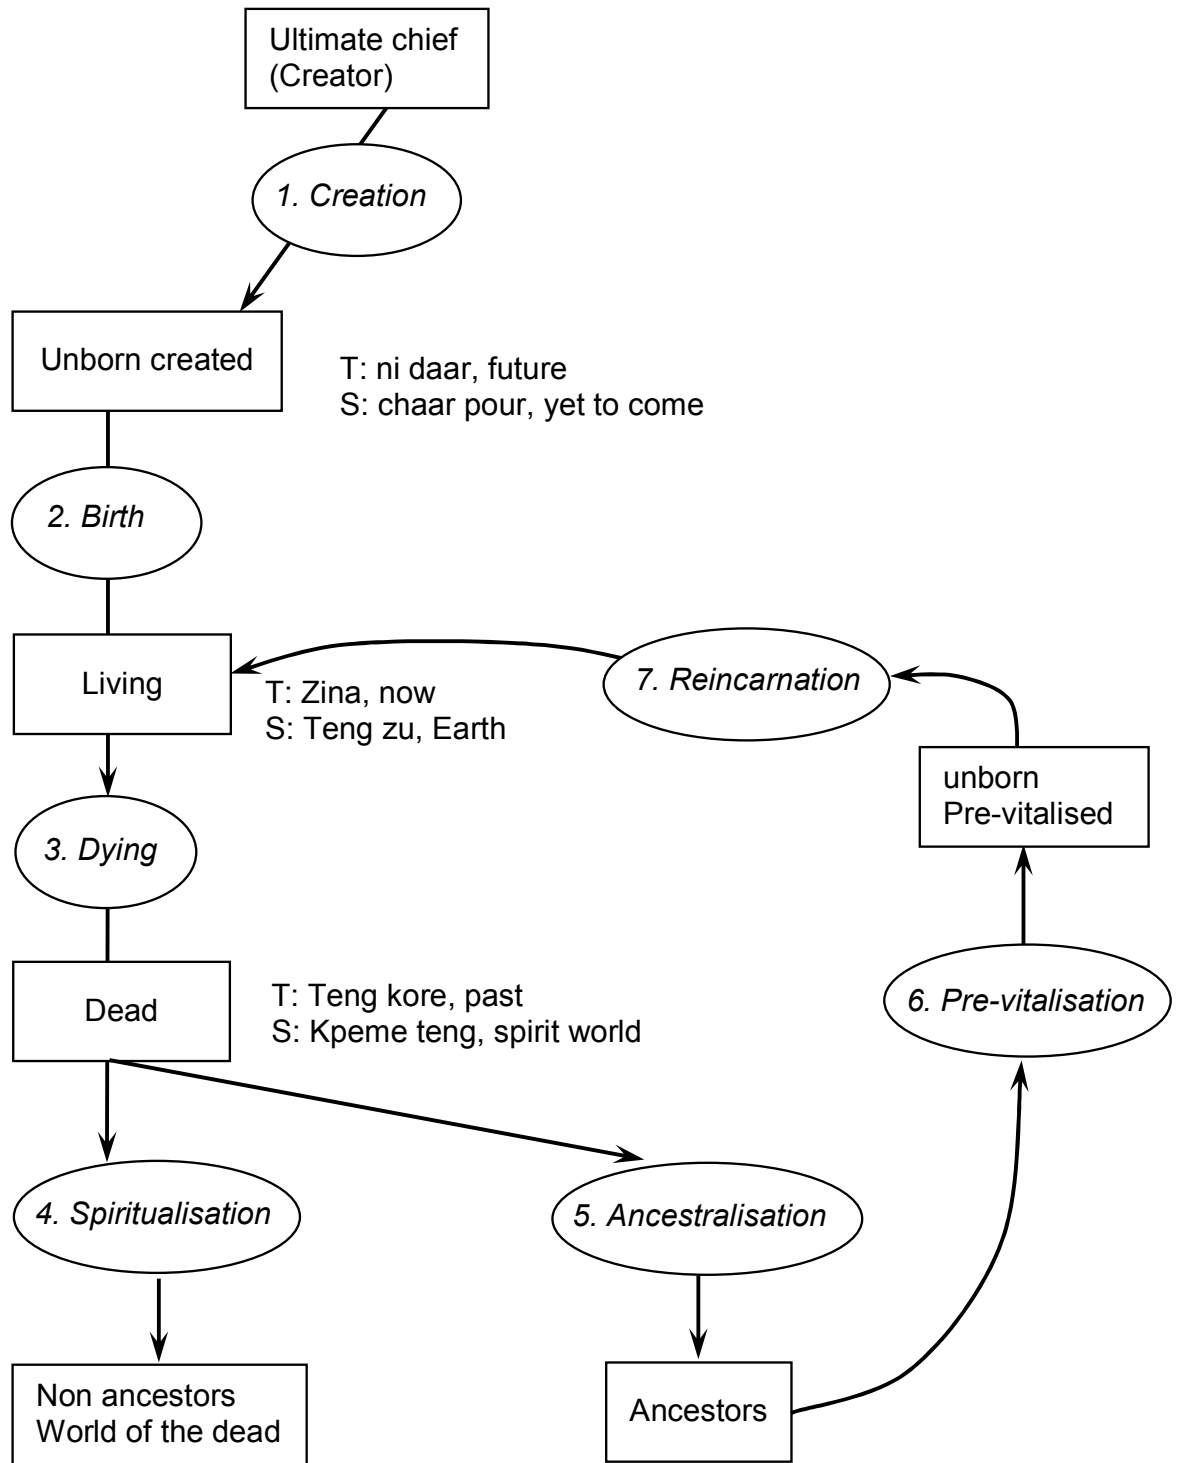 Ultimate chief
(Creator)
1. Creation
Unborn created
T: ni daar, future
S: chaar pour, yet to come
2. Birth
Living
T: Zina, now
S: Teng zu, Earth
7. Reincarnation
unborn
Pre-vitalised
3. Dying
Dead
T: Teng kore, past
S: Kpeme teng, spirit world
6. Pre-vitalisation
4. Spiritualisation
5. Ancestralisation
Non ancestors
World of the dead
Ancestors